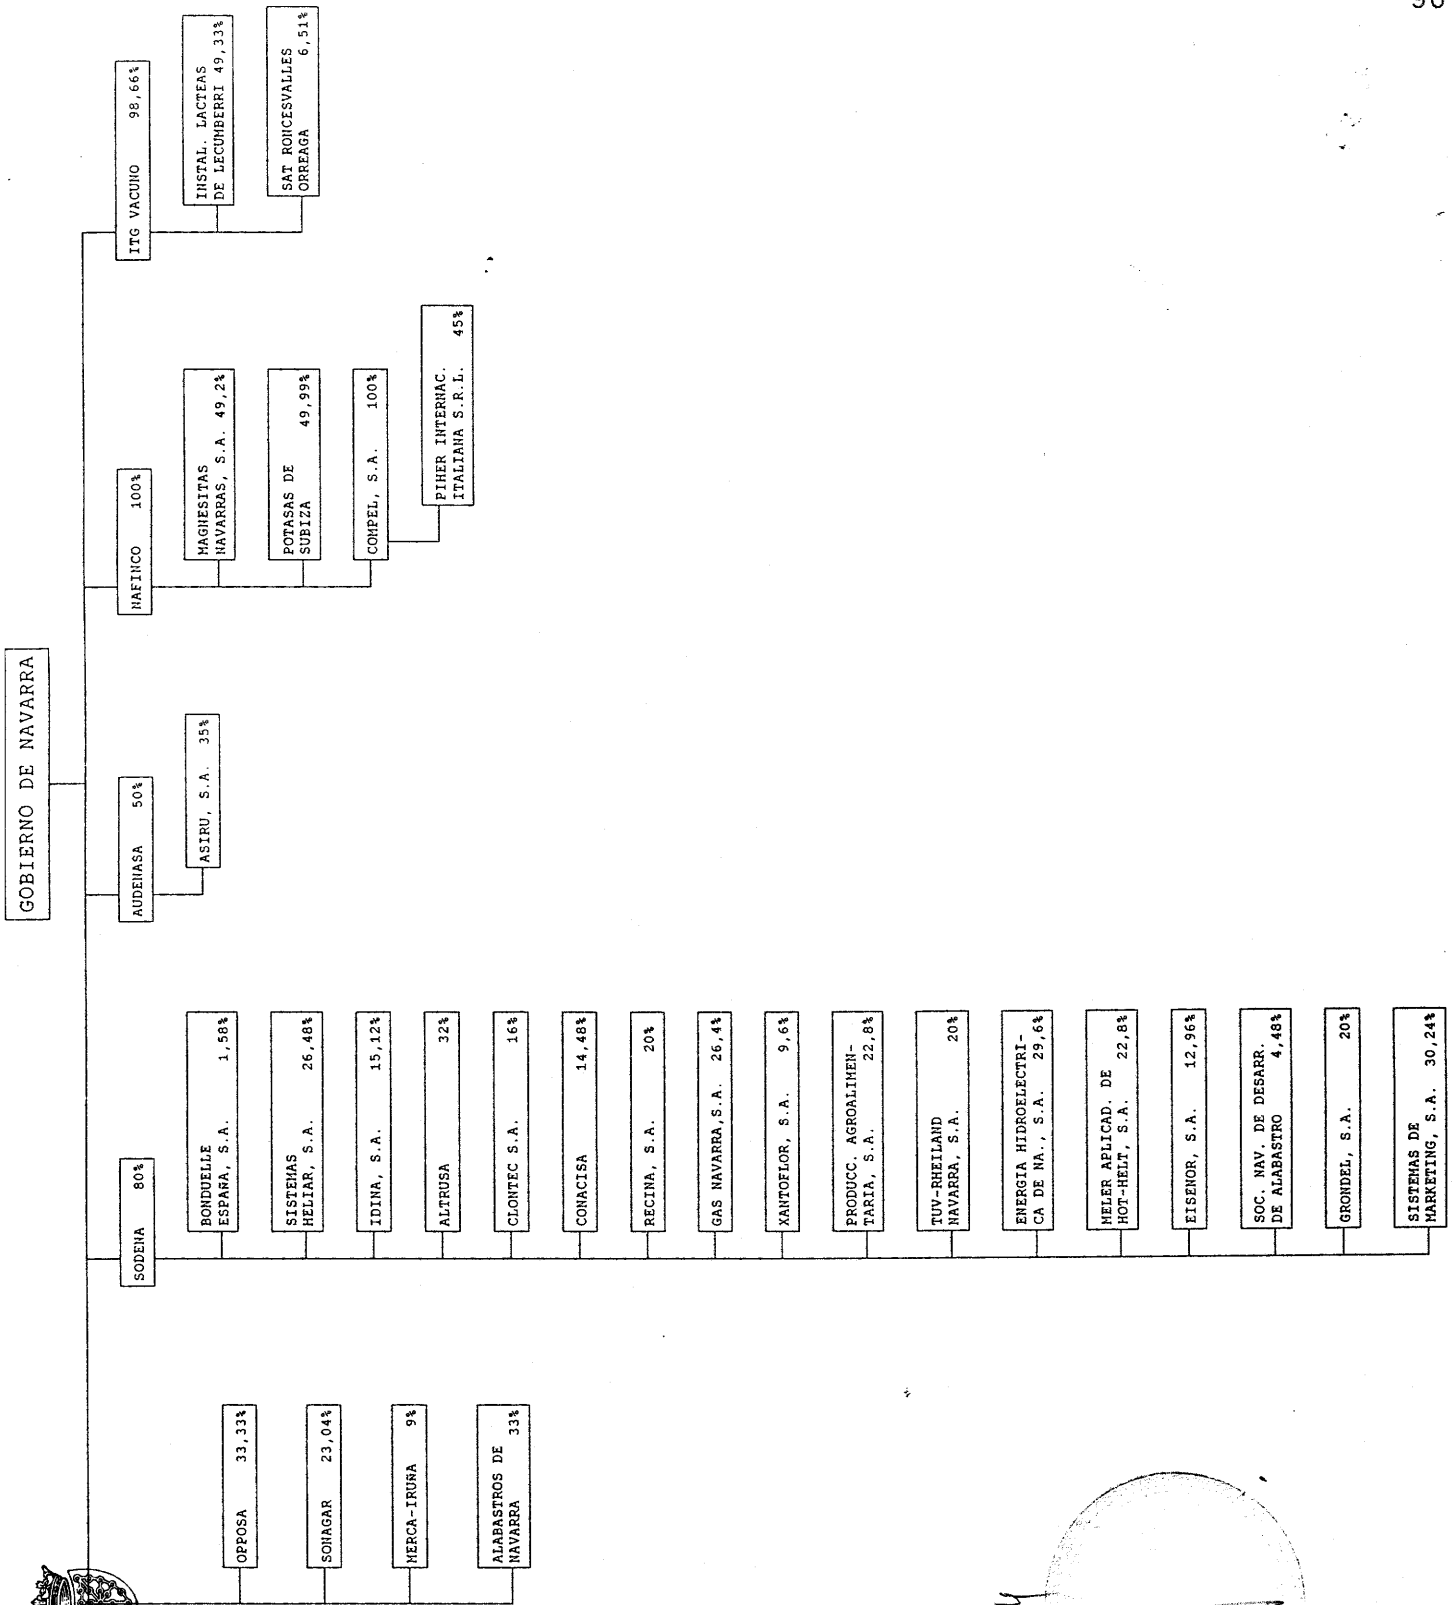 GOBIERNO DE NAVARRA
OPPOSA 33,33%
SONAGAR 23,04%
MERCA-IRUÑA 9%
ALABASTROS DE
NAVARRA 33%
SODENA 80%
BONDUELLE
ESPAÑA, S.A. 1,58%
SISTEMAS
HELIAR, S.A. 26,48%
IDINA, S.A. 15,12%
ALTRUSA 32%
CLONTEC S.A. 16%
CONACISA 14,48%
RECINA, S.A. 20%
GAS NAVARRA,S.A. 26,4%
XANTOFLOR, S.A. 9,6%
PRODUCC. AGROALIMEN-
TARIA, S.A. 22,8%
TUV-RHEILAND
NAVARRA, S.A. 20%
ENERGIA HIDROELECTRI-
CA DE NA., S.A. 29,6%
MELER APLICAD. DE
HOT-HELT, S.A. 22,8%
EISENOR, S.A. 12,96%
SOC. NAV. DE DESARR.
DE ALABASTRO 4,48%
GRONDEL, S.A. 20%
SISTEMAS DE
MARKETING, S.A. 30,24%
AUDENASA 50%
ASIRU, S.A. 35%
NAFINCO 100%
MAGNESITAS
NAVARRAS, S.A. 49,2%
POTASAS DE
SUBIZA 49,99%
COMPEL, S.A. 100%
PIHER INTERNAC.
ITALIANA S.R.L. 45%
ITG VACUNO 98,66%
INSTAL. LACTEAS
DE LECUMBERRI 49,33%
SAT RONCESVALLES
ORREAGA 6,51%